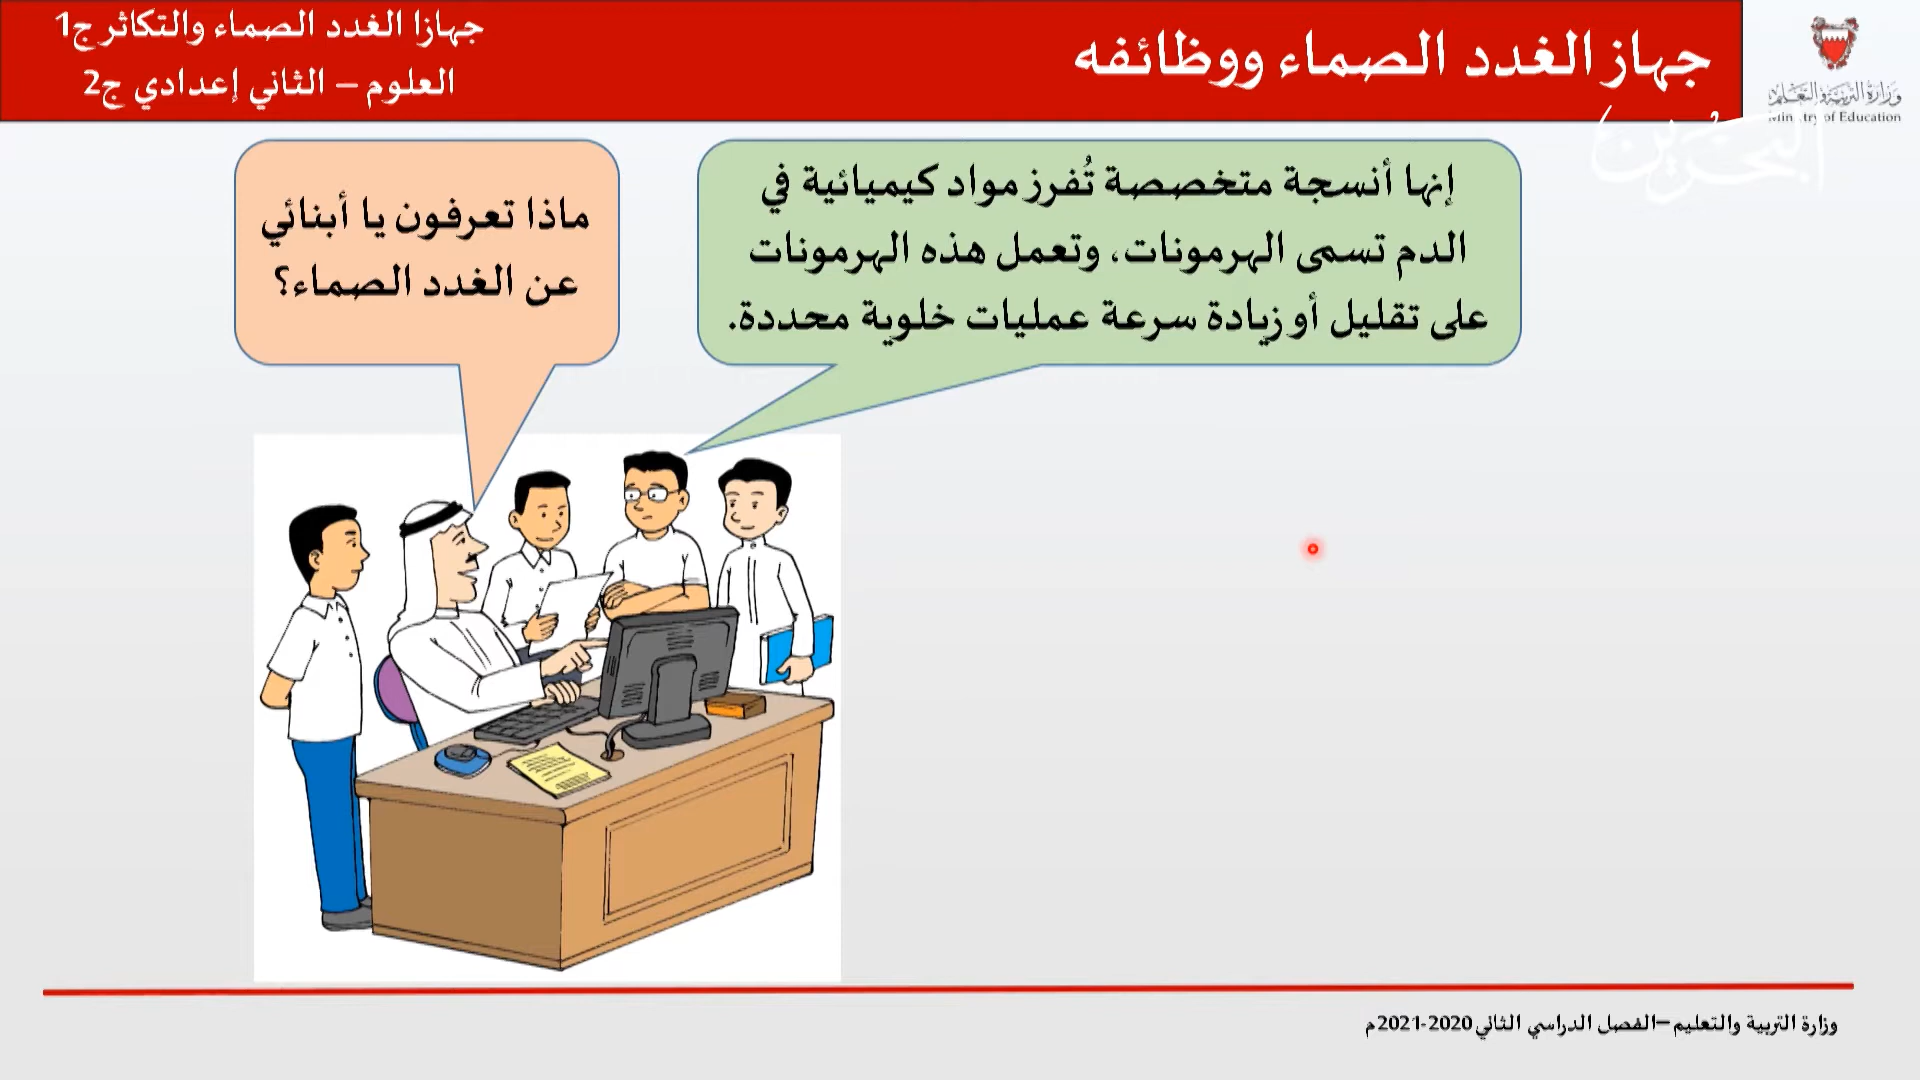 جهاز الغدد الصماء ووظائفه
جهازا الغدد الصماء والتكاثر ج1
العلوم – الثاني إعدادي ج2
وزارة التربية والتعليم
Ministry of Education
البحرين
ماذا تعرفون يا أبنائي
عن الغدد الصماء؟
إنها أنسجة متخصصة تُفرز مواد كيميائية في
الدم تسمى الهرمونات، وتعمل هذه الهرمونات
على تقليل أو زيادة سرعة عمليات خلوية محددة.
وزارة التربية والتعليم –الفصل الدراسي الثاني 2020-2021م